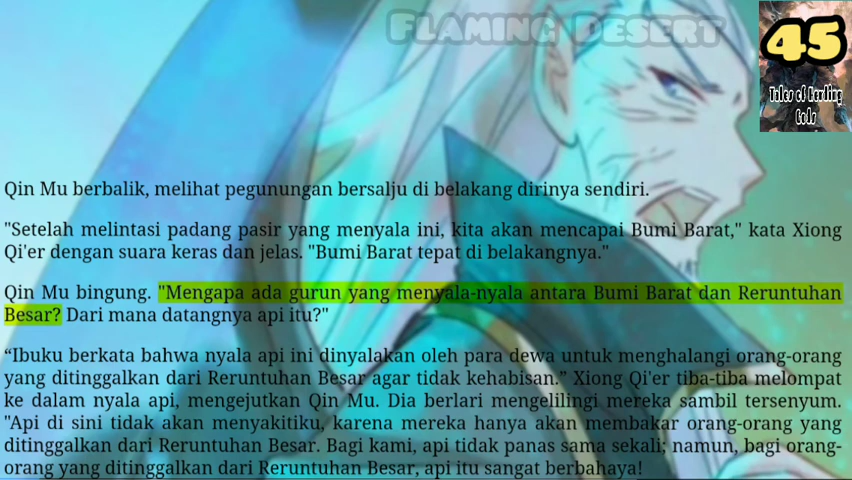 FLAMING DESERT
45
Tales of Herding
Gods
Qin Mu berbalik, melihat pegunungan bersalju di belakang dirinya sendiri.
"Setelah melintasi padang pasir yang menyala ini, kita akan mencapai Bumi Barat," kata Xiong
Qi'er dengan suara keras dan jelas. "Bumi Barat tepat di belakangnya."
Qin Mu bingung. "Mengapa ada gurun yang menyala-nyala antara Bumi Barat dan Reruntuhan
Besar? Dari mana datangnya api itu?"
“Ibuku berkata bahwa nyala api ini dinyalakan oleh para dewa untuk menghalangi orang-orang
yang ditinggalkan dari Reruntuhan Besar agar tidak kehabisan.” Xiong Qi'er tiba-tiba melompat
ke dalam nyala api, mengejutkan Qin Mu. Dia berlari mengelilingi mereka sambil tersenyum.
"Api di sini tidak akan menyakitiku, karena mereka hanya akan membakar orang-orang yang
ditinggalkan dari Reruntuhan Besar. Bagi kami, api tidak panas sama sekali; namun, bagi orang-
orang yang ditinggalkan dari Reruntuhan Besar, api itu sangat berbahaya!